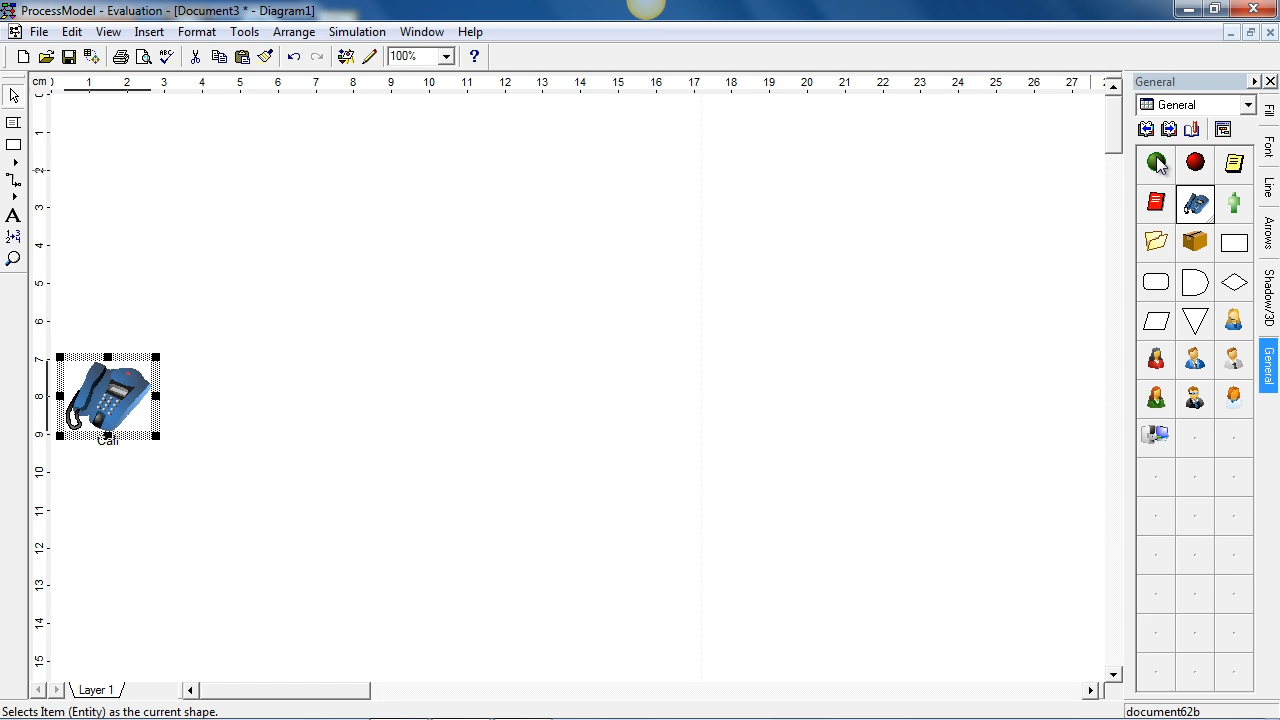 ProcessModel - Evaluation - [Document3 * - Diagram1]
File Edit View Insert Format Tools Arrange Simulation Window Help
100%
cm 1 2 3 4 5 6 7 8 9 10 11 12 13 14 15 16 17 18 19 20 21 22 23 24 25 26 27
1
2
3
4
5
6
7
8
9
10
11
12
13
14
15
Call
General
General
Fill
Font
Line
Arrows
Shadow/3D
General
Layer 1
Selects Item (Entity) as the current shape.
document62b